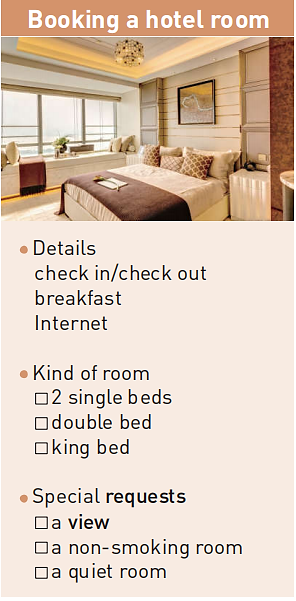 Booking a hotel room
• Details
check in/check out
breakfast
Internet
• Kind of room
□ 2 single beds
□ double bed
□ king bed
• Special requests
□ a view
□ a non-smoking room
□ a quiet room